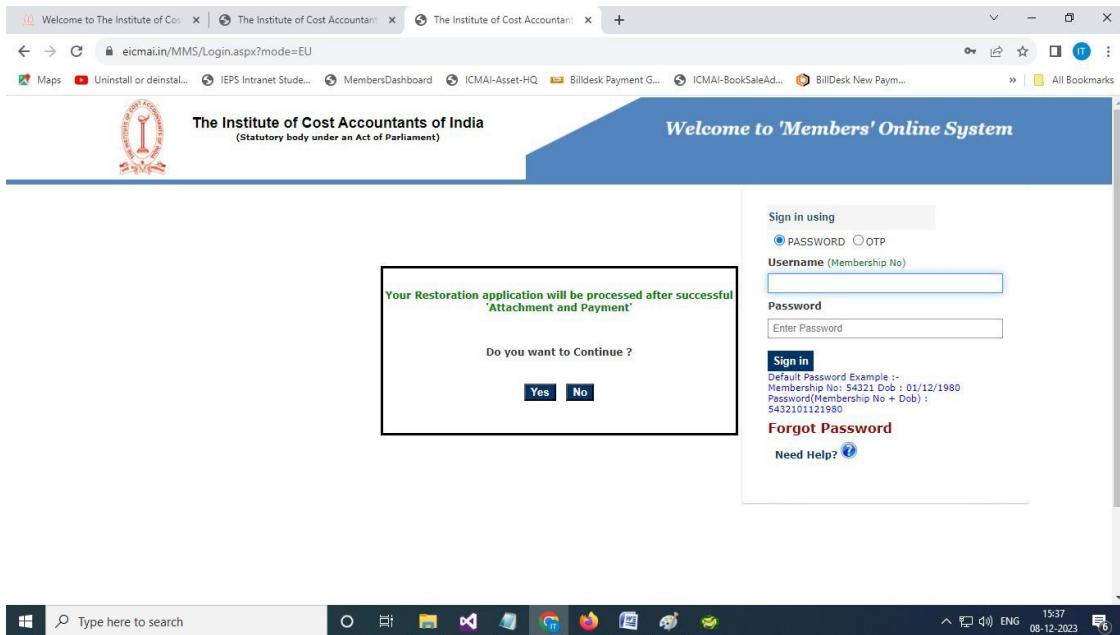 Welcome to The Institute of Cos
The Institute of Cost Accountan
The Institute of Cost Accountan
eicmai.in/MMS/Login.aspx?mode=EU
IT
Maps
Uninstall or deinstal...
IEPS Intranet Stude...
MembersDashboard
ICMAI-Asset-HQ
Billdesk Payment G...
ICMAI-BookSaleAd...
BillDesk New Paym...
»
All Bookmarks
The Institute of Cost Accountants of India
(Statutory body under an Act of Parliament)
Welcome to 'Members' Online System
Your Restoration application will be processed after successful
'Attachment and Payment'
Do you want to Continue ?
Yes No
Sign in using
PASSWORD OTP
Username (Membership No)
Password
Enter Password
Sign in
Default Password Example :-
Membership No: 54321 Dob : 01/12/1980
Password(Membership No + Dob) :
5432101121980
Forgot Password
Need Help?
Type here to search
ENG
15:37
08-12-2023